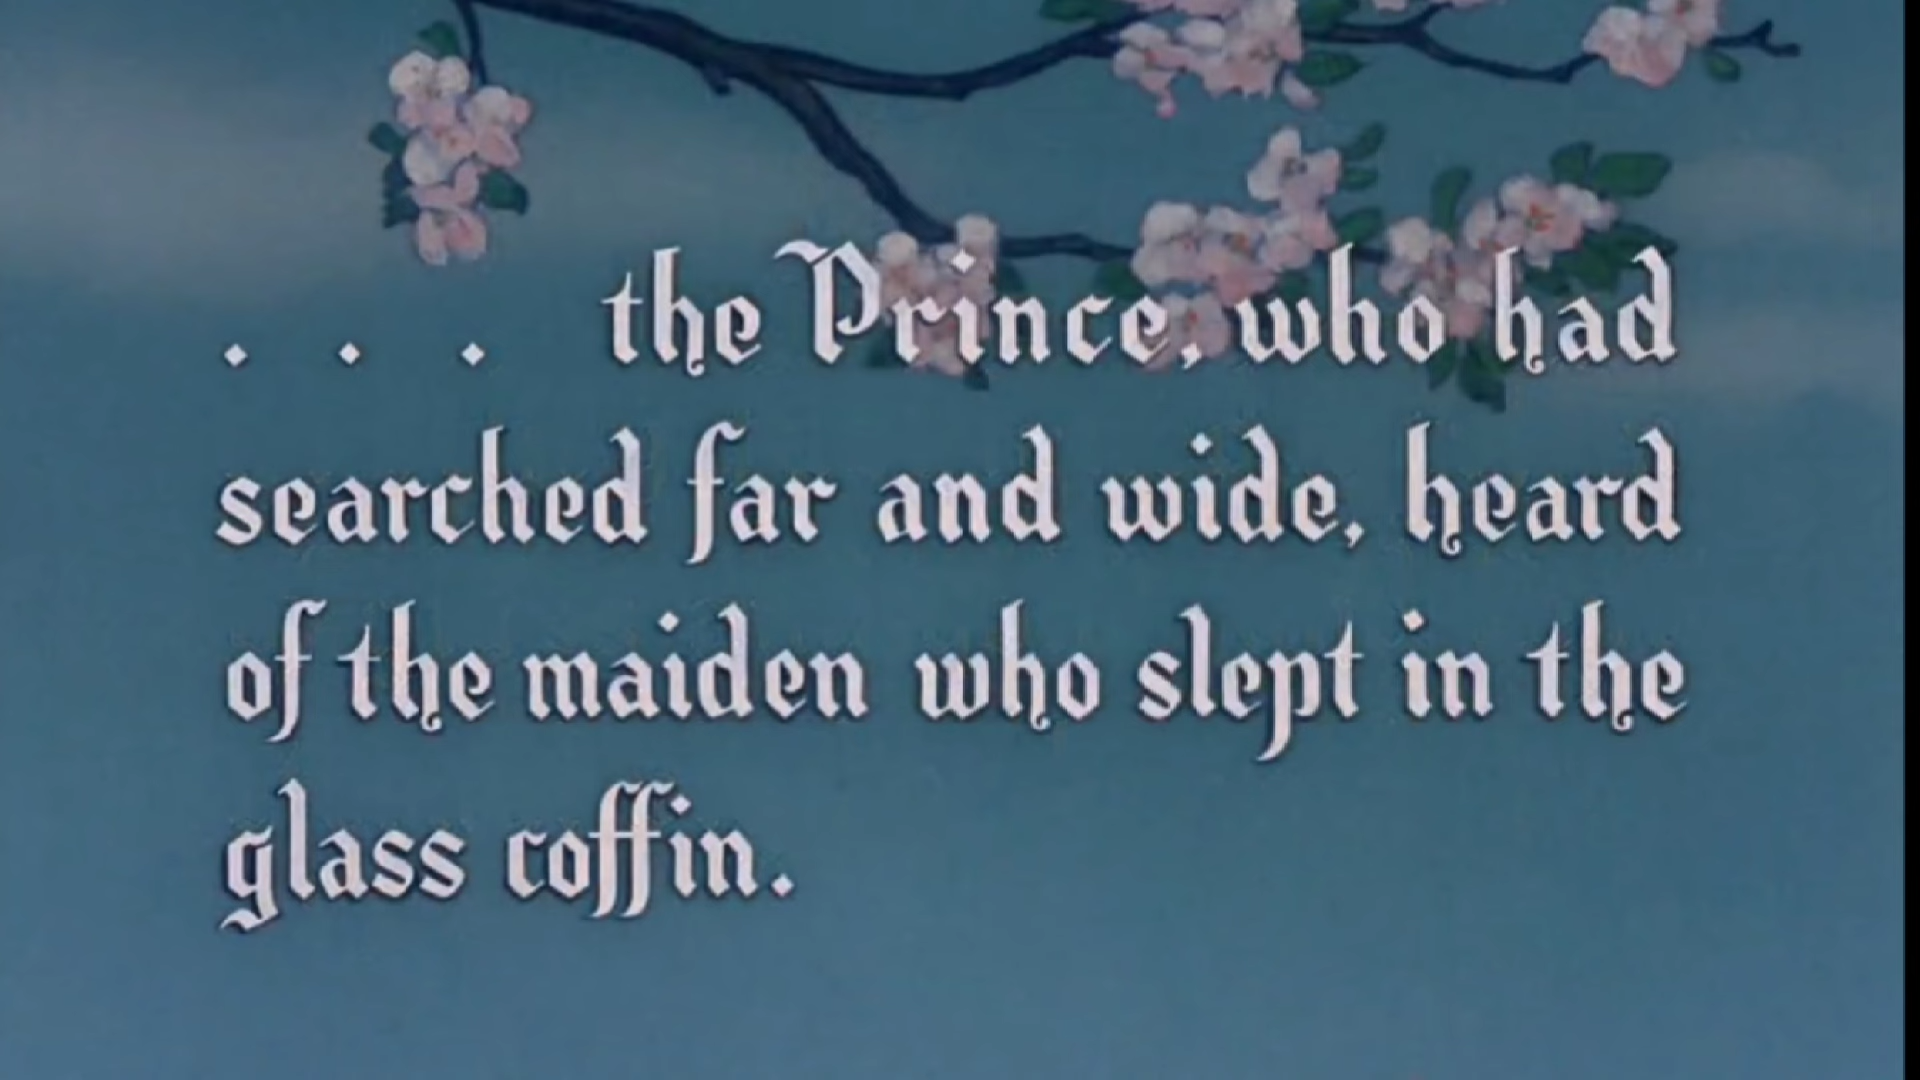 . . . the Prince, who had
searched far and wide, heard
of the maiden who slept in the
glass coffin.